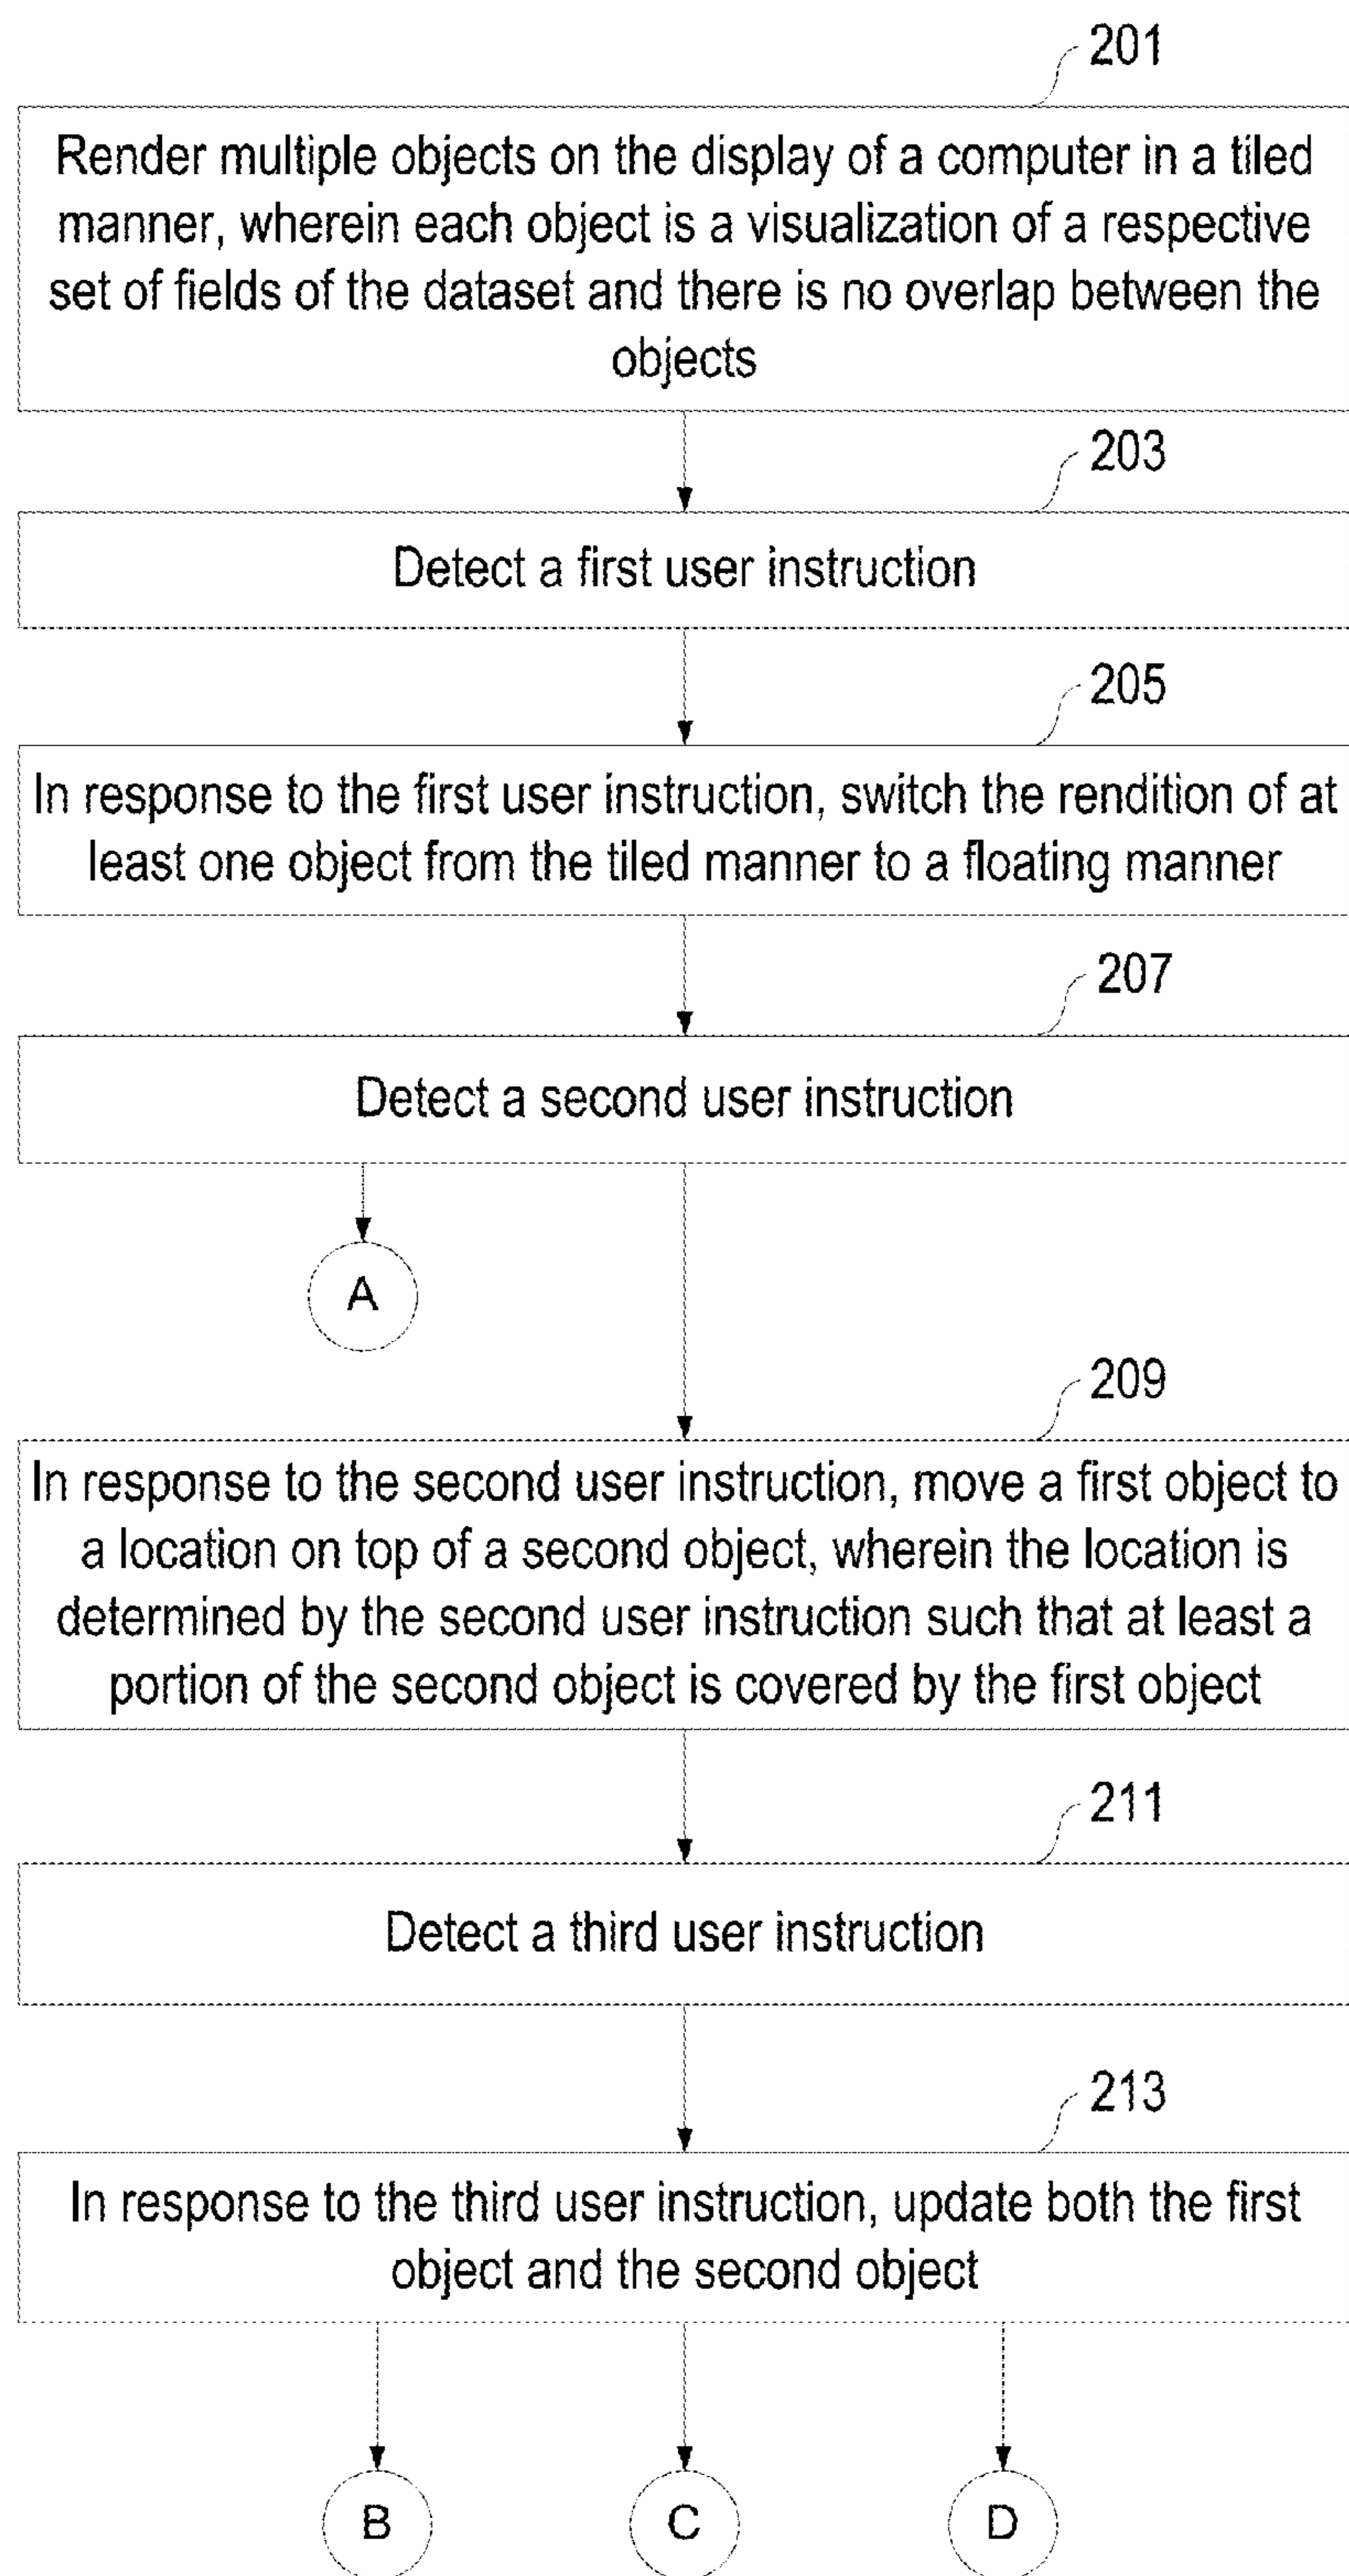 201
Render multiple objects on the display of a computer in a tiled
manner, wherein each object is a visualization of a respective
set of fields of the dataset and there is no overlap between the
objects
203
Detect a first user instruction
205
In response to the first user instruction, switch the rendition of at
least one object from the tiled manner to a floating manner
207
Detect a second user instruction
A
209
In response to the second user instruction, move a first object to
a location on top of a second object, wherein the location is
determined by the second user instruction such that at least a
portion of the second object is covered by the first object
211
Detect a third user instruction
213
In response to the third user instruction, update both the first
object and the second object
B
C
D